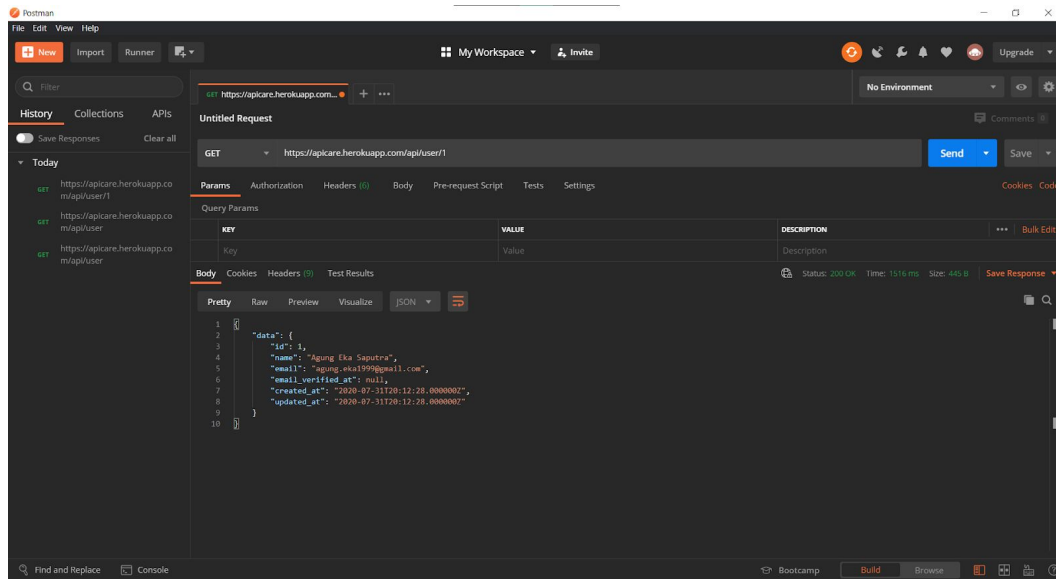 Postman
File Edit View Help
New Import Runner My Workspace Invite Upgrade
Filter
GET https://apicare.herokuapp.com... No Environment
History Collections APIs
Untitled Request Comments 0
Save Responses Clear all
GET https://apicare.herokuapp.com/api/user/1 Send Save
Today
GET https://apicare.herokuapp.co
m/api/user/1
GET https://apicare.herokuapp.co
m/api/user
GET https://apicare.herokuapp.co
m/api/user
Params Authorization Headers (6) Body Pre-request Script Tests Settings Cookies Code
Query Params
KEY VALUE DESCRIPTION Bulk Edit
Key Value Description
Body Cookies Headers (9) Test Results Status: 200 OK Time: 1516 ms Size: 445 B Save Response
Pretty Raw Preview Visualize JSON
1 {
2 "data": {
3 "id": 1,
4 "name": "Agung Eka Saputra",
5 "email": "agung.eka1999@gmail.com",
6 "email_verified_at": null,
7 "created_at": "2020-07-31T20:12:28.000000Z",
8 "updated_at": "2020-07-31T20:12:28.000000Z"
9 }
10 }
Find and Replace Console Bootcamp Build Browse